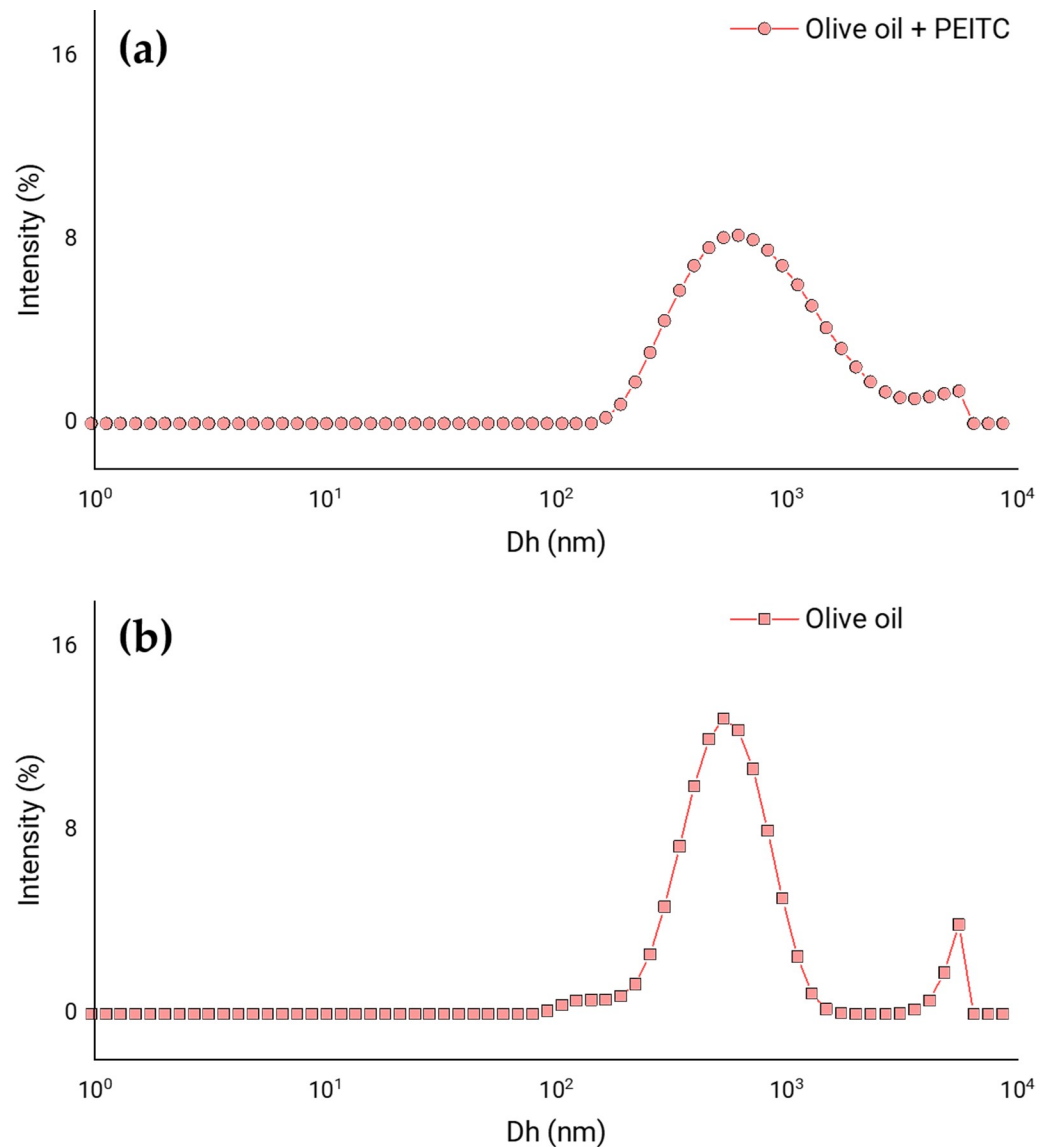 (a)
Olive oil + PEITC
16
8
0
Intensity (%)
10⁰ 10¹ 10² 10³ 10⁴
Dh (nm)
(b)
Olive oil
16
8
0
Intensity (%)
10⁰ 10¹ 10² 10³ 10⁴
Dh (nm)